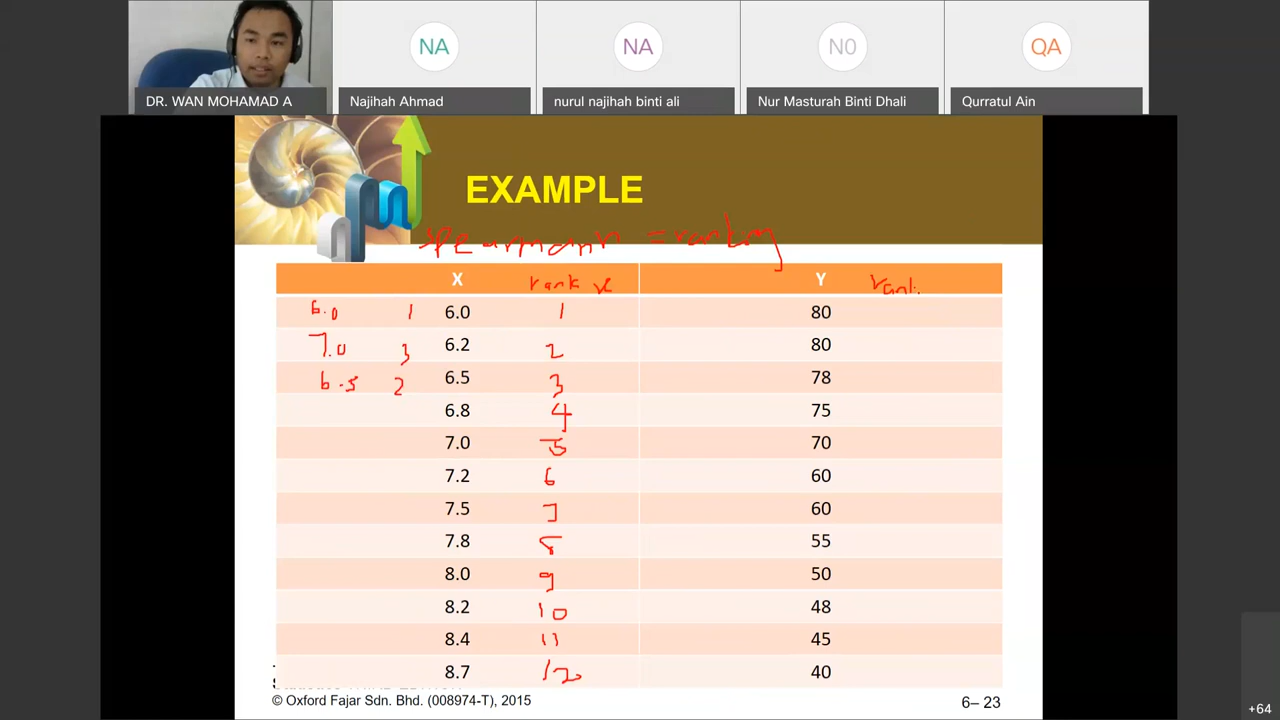 DR. WAN MOHAMAD A
NA
Najihah Ahmad
NA
nurul najihah binti ali
N0
Nur Masturah Binti Dhali
QA
Qurratul Ain
EXAMPLE
spearmann = ranking
X rank x Y rank
6.0 1 6.0 1 80
7.0 3 6.2 2 80
6.5 2 6.5 3 78
6.8 4 75
7.0 5 70
7.2 6 60
7.5 7 60
7.8 8 55
8.0 9 50
8.2 10 48
8.4 11 45
8.7 12 40
© Oxford Fajar Sdn. Bhd. (008974-T), 2015
6– 23
+64